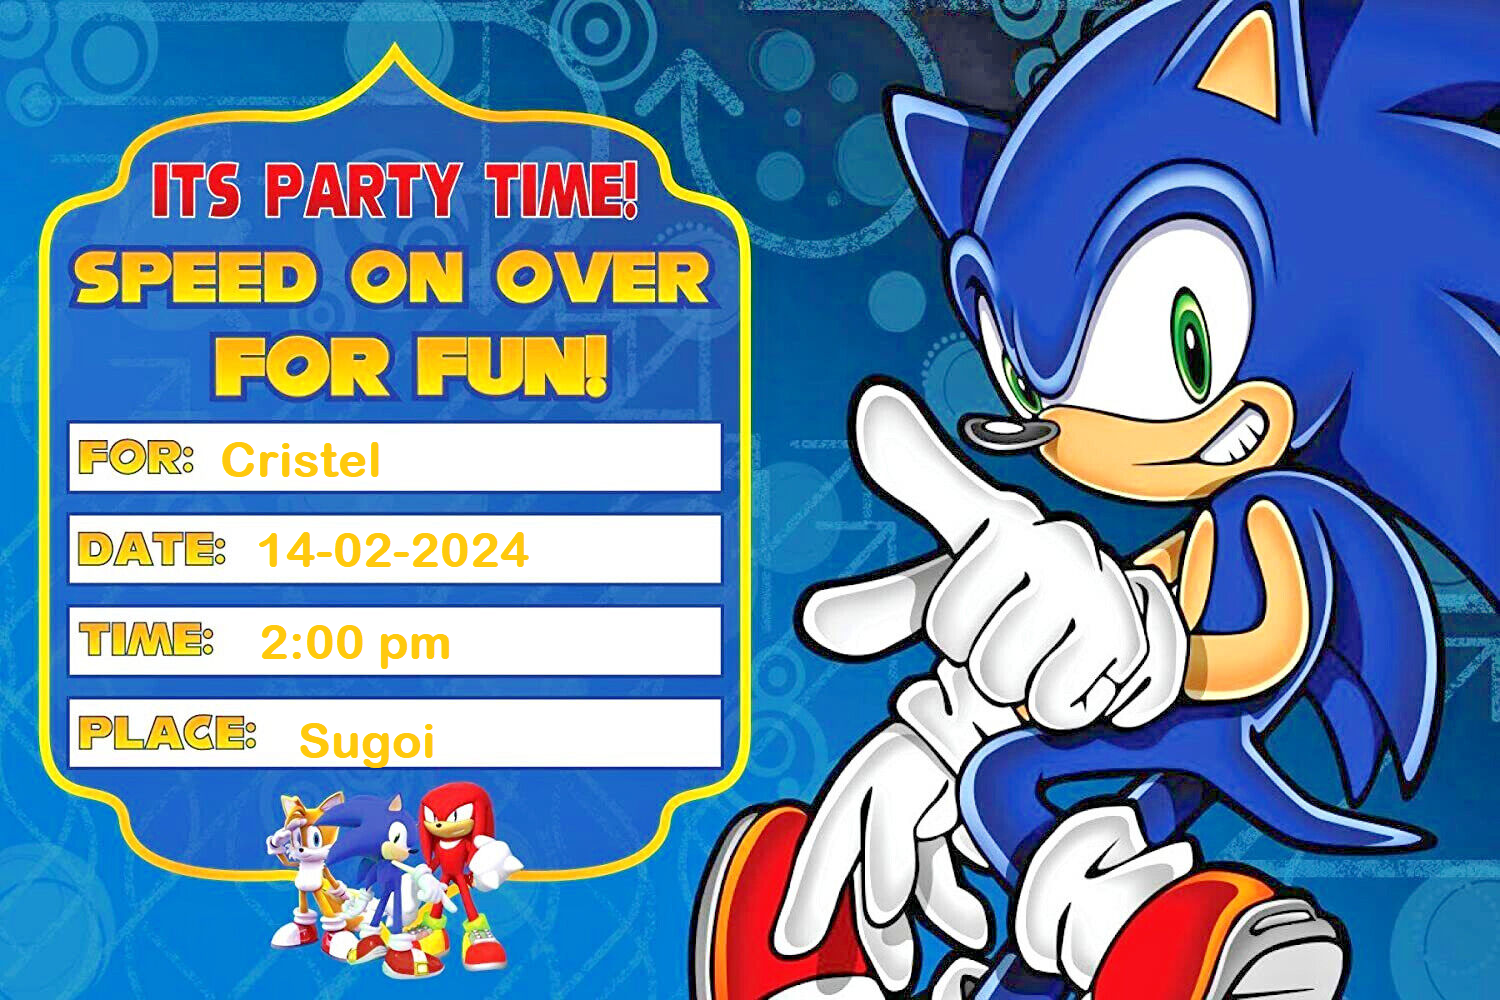 ITS PARTY TIME!
SPEED ON OVER
FOR FUN!
FOR: Cristel
DATE: 14-02-2024
TIME: 2:00 pm
PLACE: Sugoi